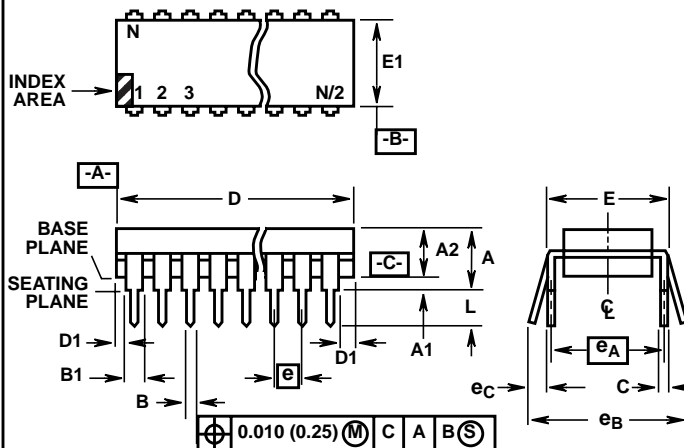 N
E1
INDEX
AREA
1 2 3 N/2
-B-
-A-
D
E
BASE
PLANE
A2
A
-C-
SEATING
PLANE
L
C
L
D1
A1
D1
e
eA
B1
eC
C
B
eB
0.010 (0.25) M C A B S